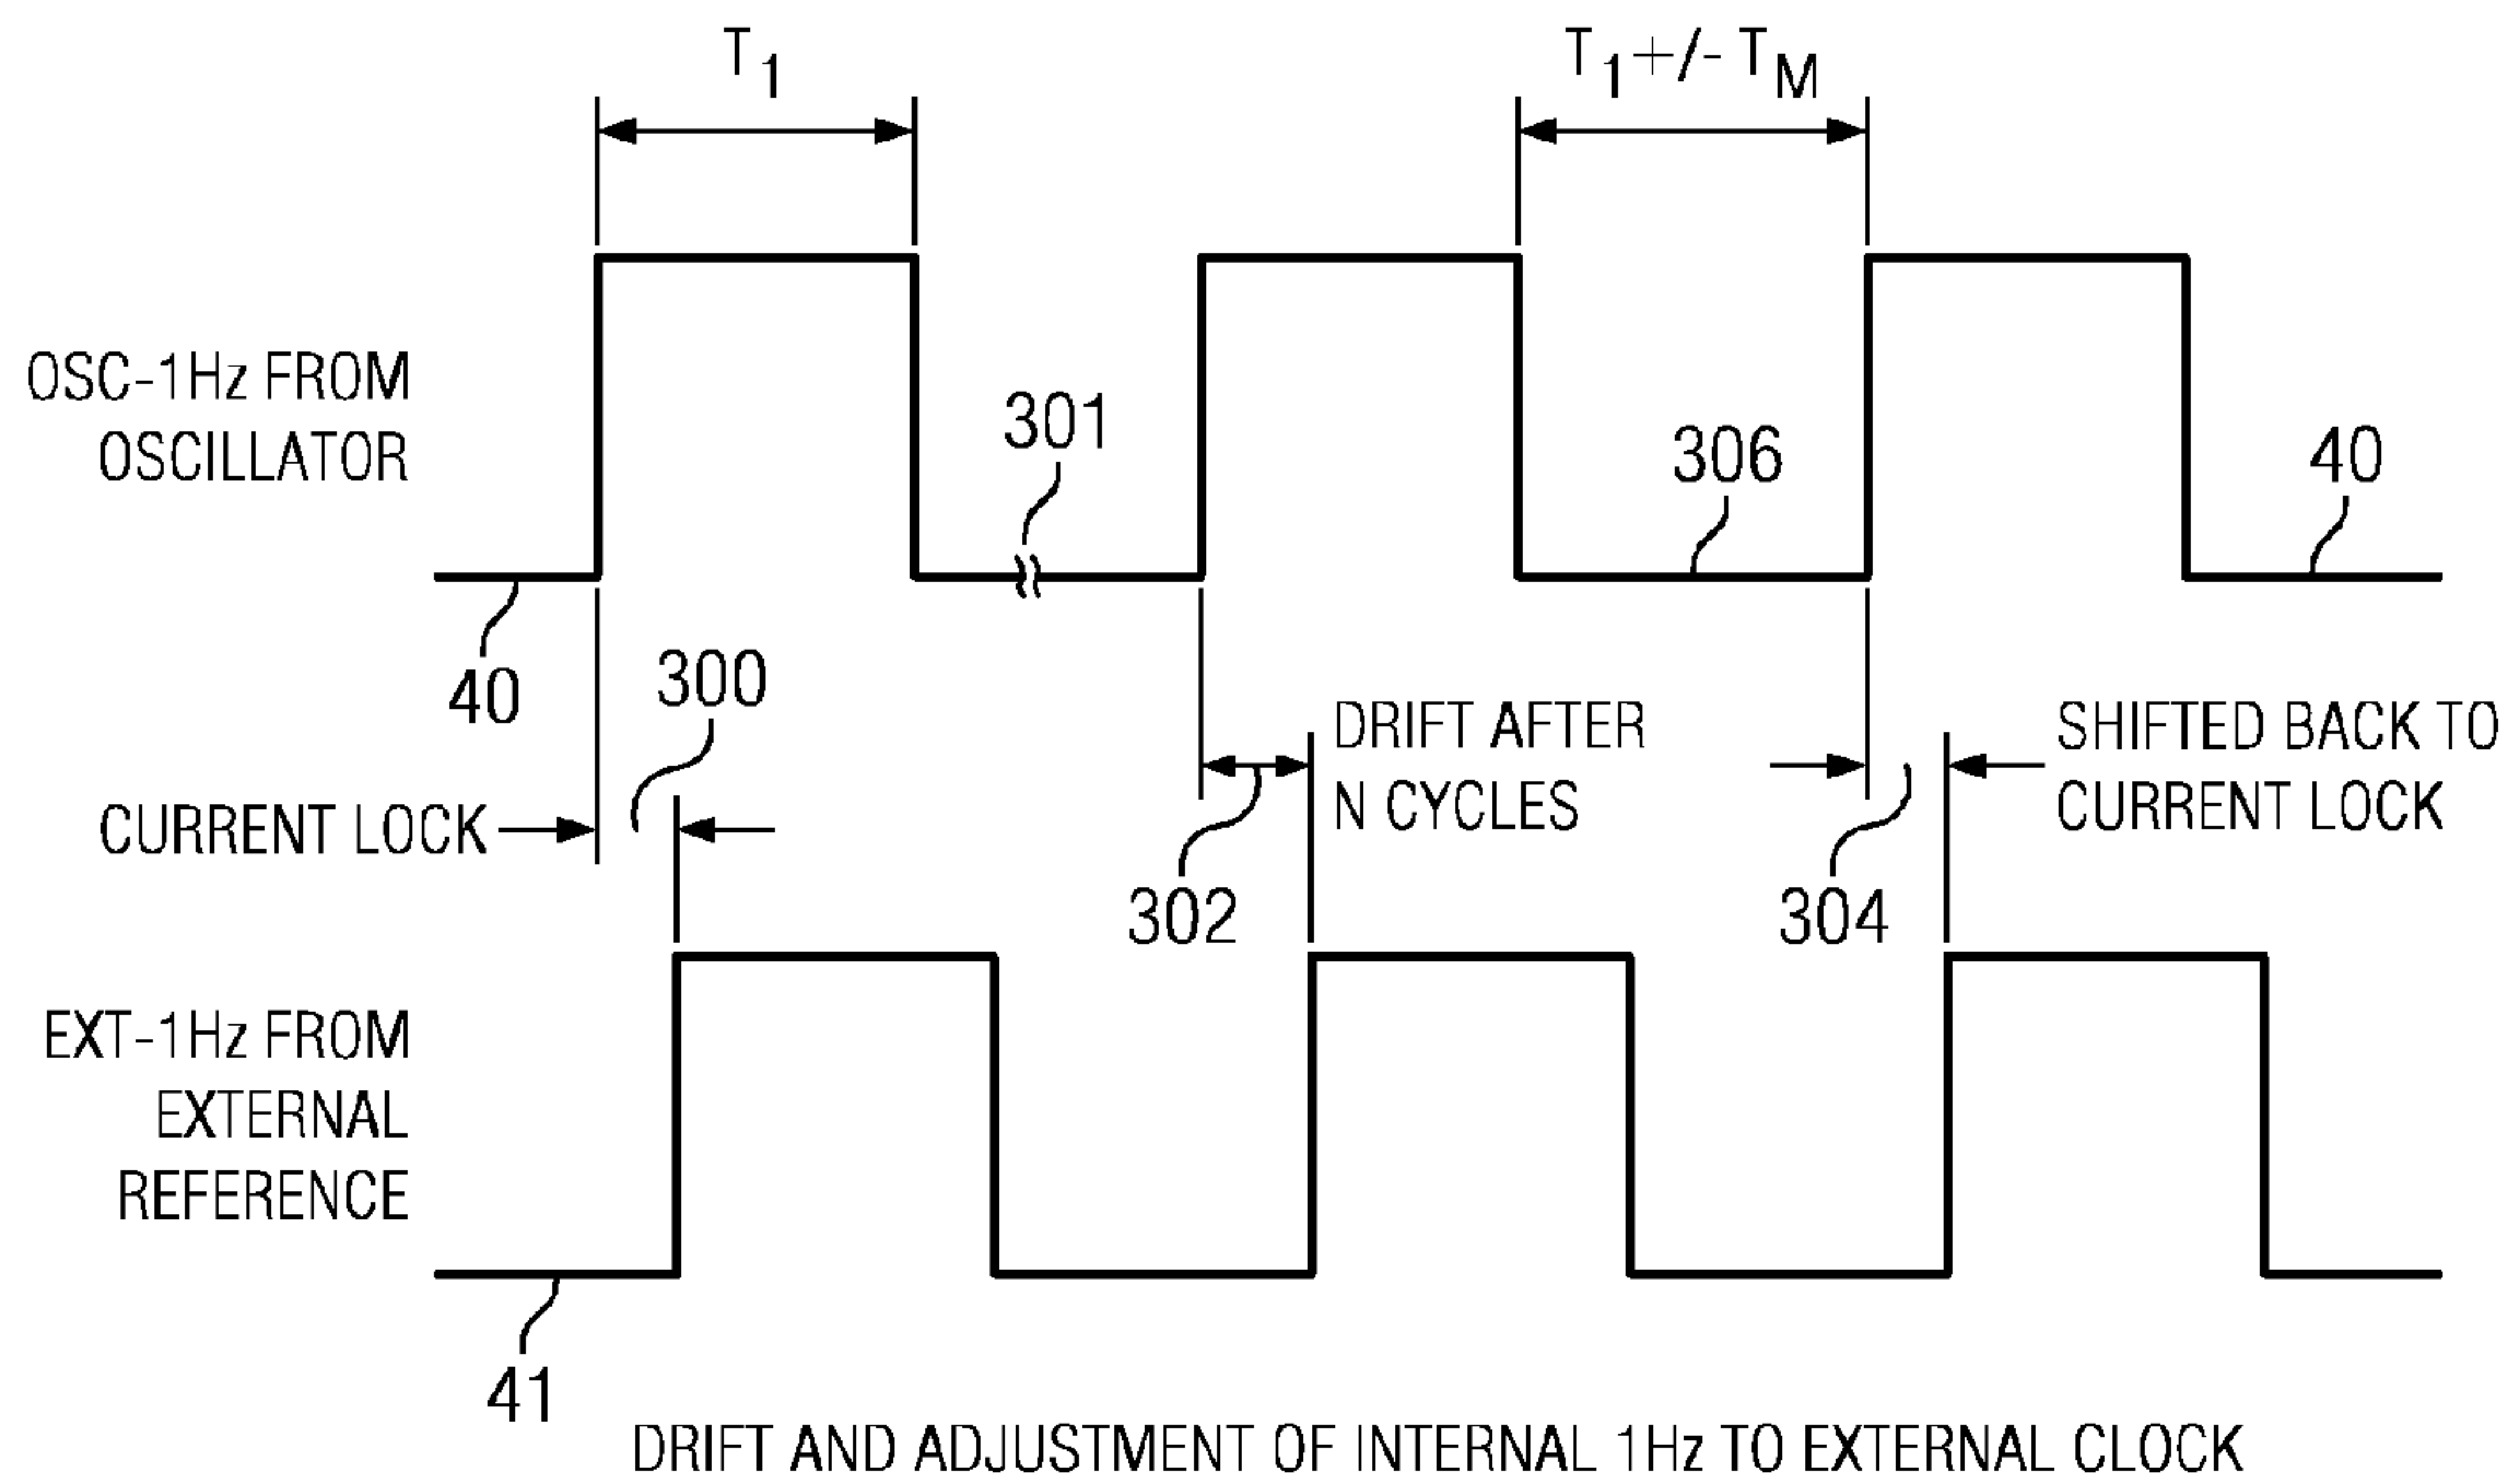 T1
T1+/- TM
OSC-1Hz FROM
OSCILLATOR
301
306
40
40
300
DRIFT AFTER
N CYCLES
SHIFTED BACK TO
CURRENT LOCK
CURRENT LOCK
302
304
EXT-1Hz FROM
EXTERNAL
REFERENCE
41
DRIFT AND ADJUSTMENT OF INTERNAL 1Hz TO EXTERNAL CLOCK